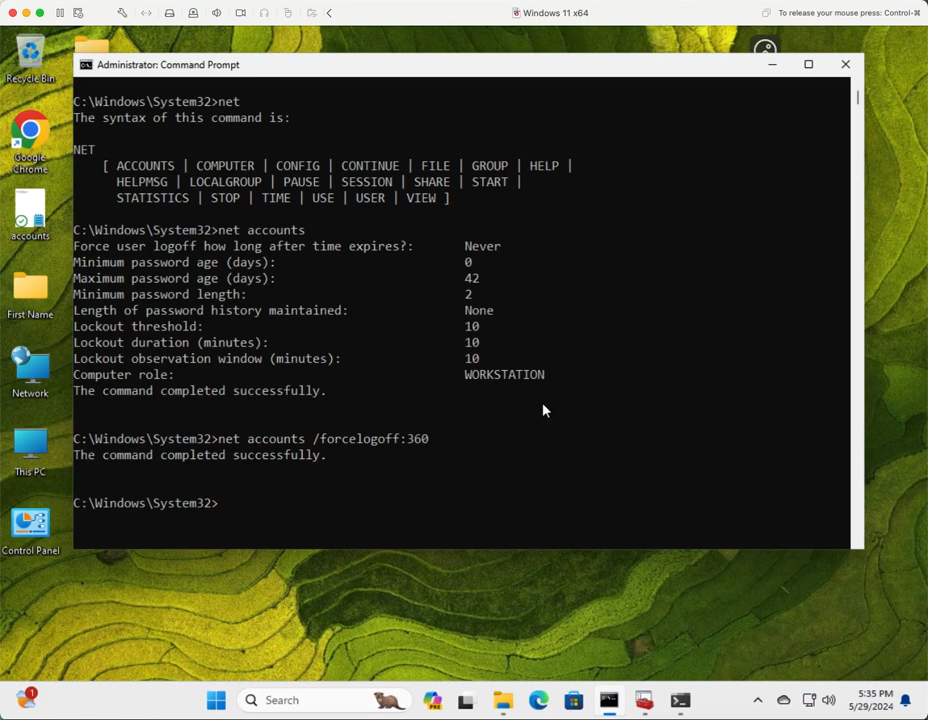 Windows 11 x64
To release your mouse press: Control-⌘
Recycle Bin
Administrator: Command Prompt
C:\Windows\System32>net
The syntax of this command is:
NET
[ ACCOUNTS | COMPUTER | CONFIG | CONTINUE | FILE | GROUP | HELP |
HELPMSG | LOCALGROUP | PAUSE | SESSION | SHARE | START |
STATISTICS | STOP | TIME | USE | USER | VIEW ]
C:\Windows\System32>net accounts
Force user logoff how long after time expires?: Never
Minimum password age (days): 0
Maximum password age (days): 42
Minimum password length: 2
Length of password history maintained: None
Lockout threshold: 10
Lockout duration (minutes): 10
Lockout observation window (minutes): 10
Computer role: WORKSTATION
The command completed successfully.
C:\Windows\System32>net accounts /forcelogoff:360
The command completed successfully.
C:\Windows\System32>
Google
Chrome
accounts
First Name
Network
This PC
Control Panel
1
Search
PRE
5:35 PM
5/29/2024